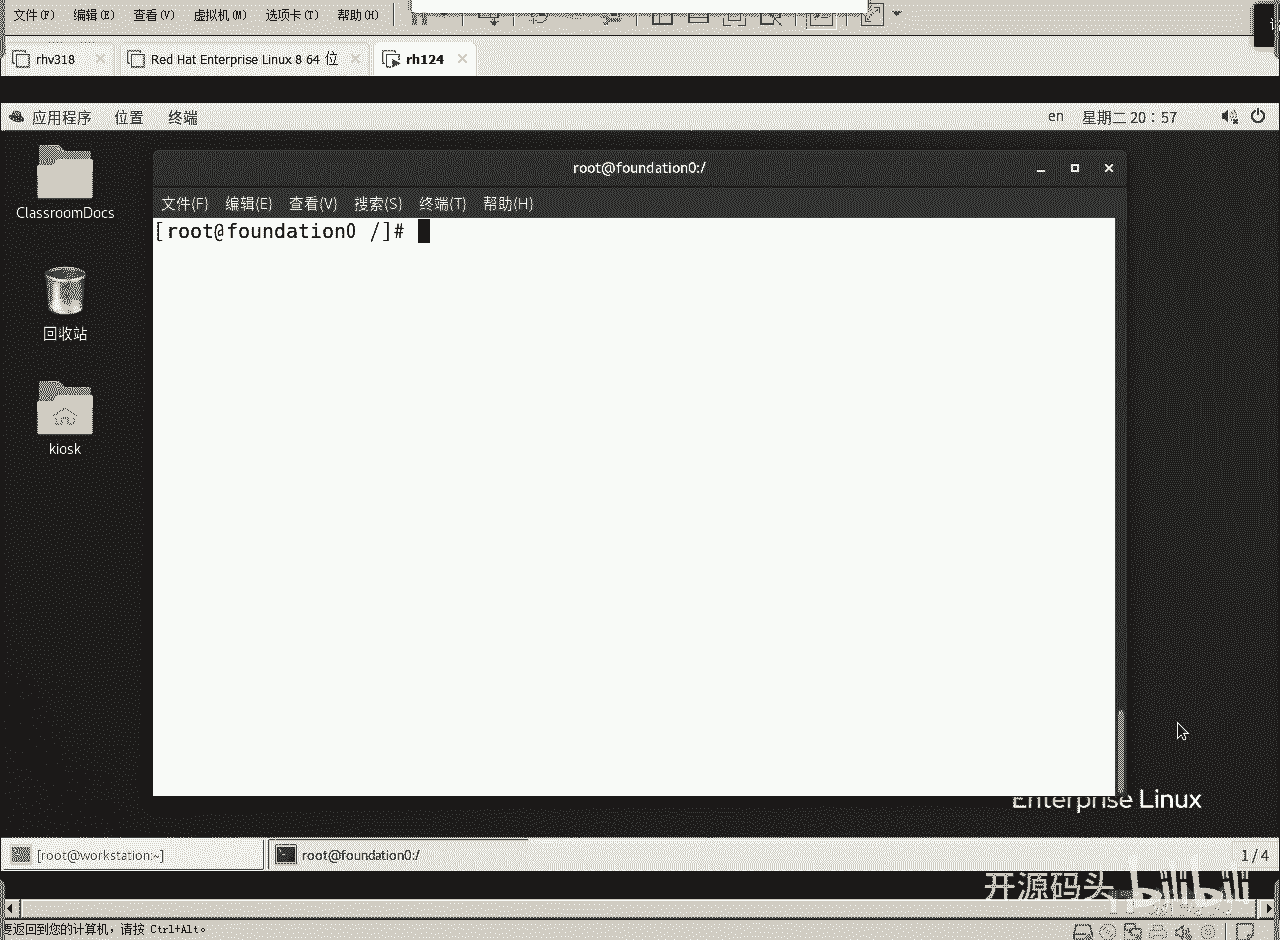 文件(F) 编辑(E) 查看(V) 虚拟机(M) 选项卡(T) 帮助(H)
rhv318 Red Hat Enterprise Linux 8 64 位 rh124
应用程序 位置 终端 en 星期二 20：57
root@foundation0:/
文件(F) 编辑(E) 查看(V) 搜索(S) 终端(T) 帮助(H)
[root@foundation0 /]#
ClassroomDocs
回收站
kiosk
Enterprise Linux
[root@workstation:~] root@foundation0:/ 1 / 4
开源码头 bilibili
要返回到您的计算机，请按 Ctrl+Alt。